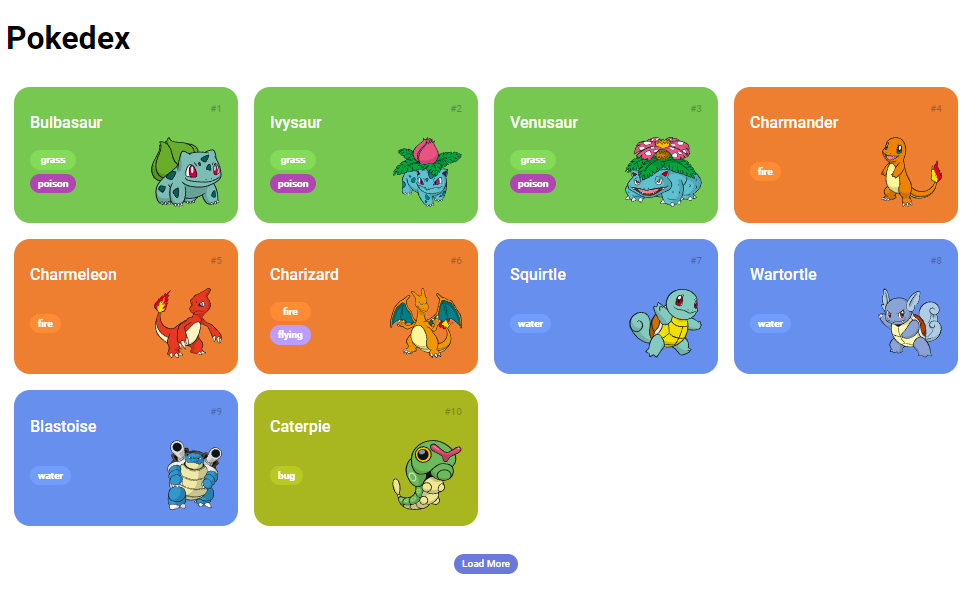 Pokedex
#1
Bulbasaur
grass
poison
#2
Ivysaur
grass
poison
#3
Venusaur
grass
poison
#4
Charmander
fire
#5
Charmeleon
fire
#6
Charizard
fire
flying
#7
Squirtle
water
#8
Wartortle
water
#9
Blastoise
water
#10
Caterpie
bug
Load More